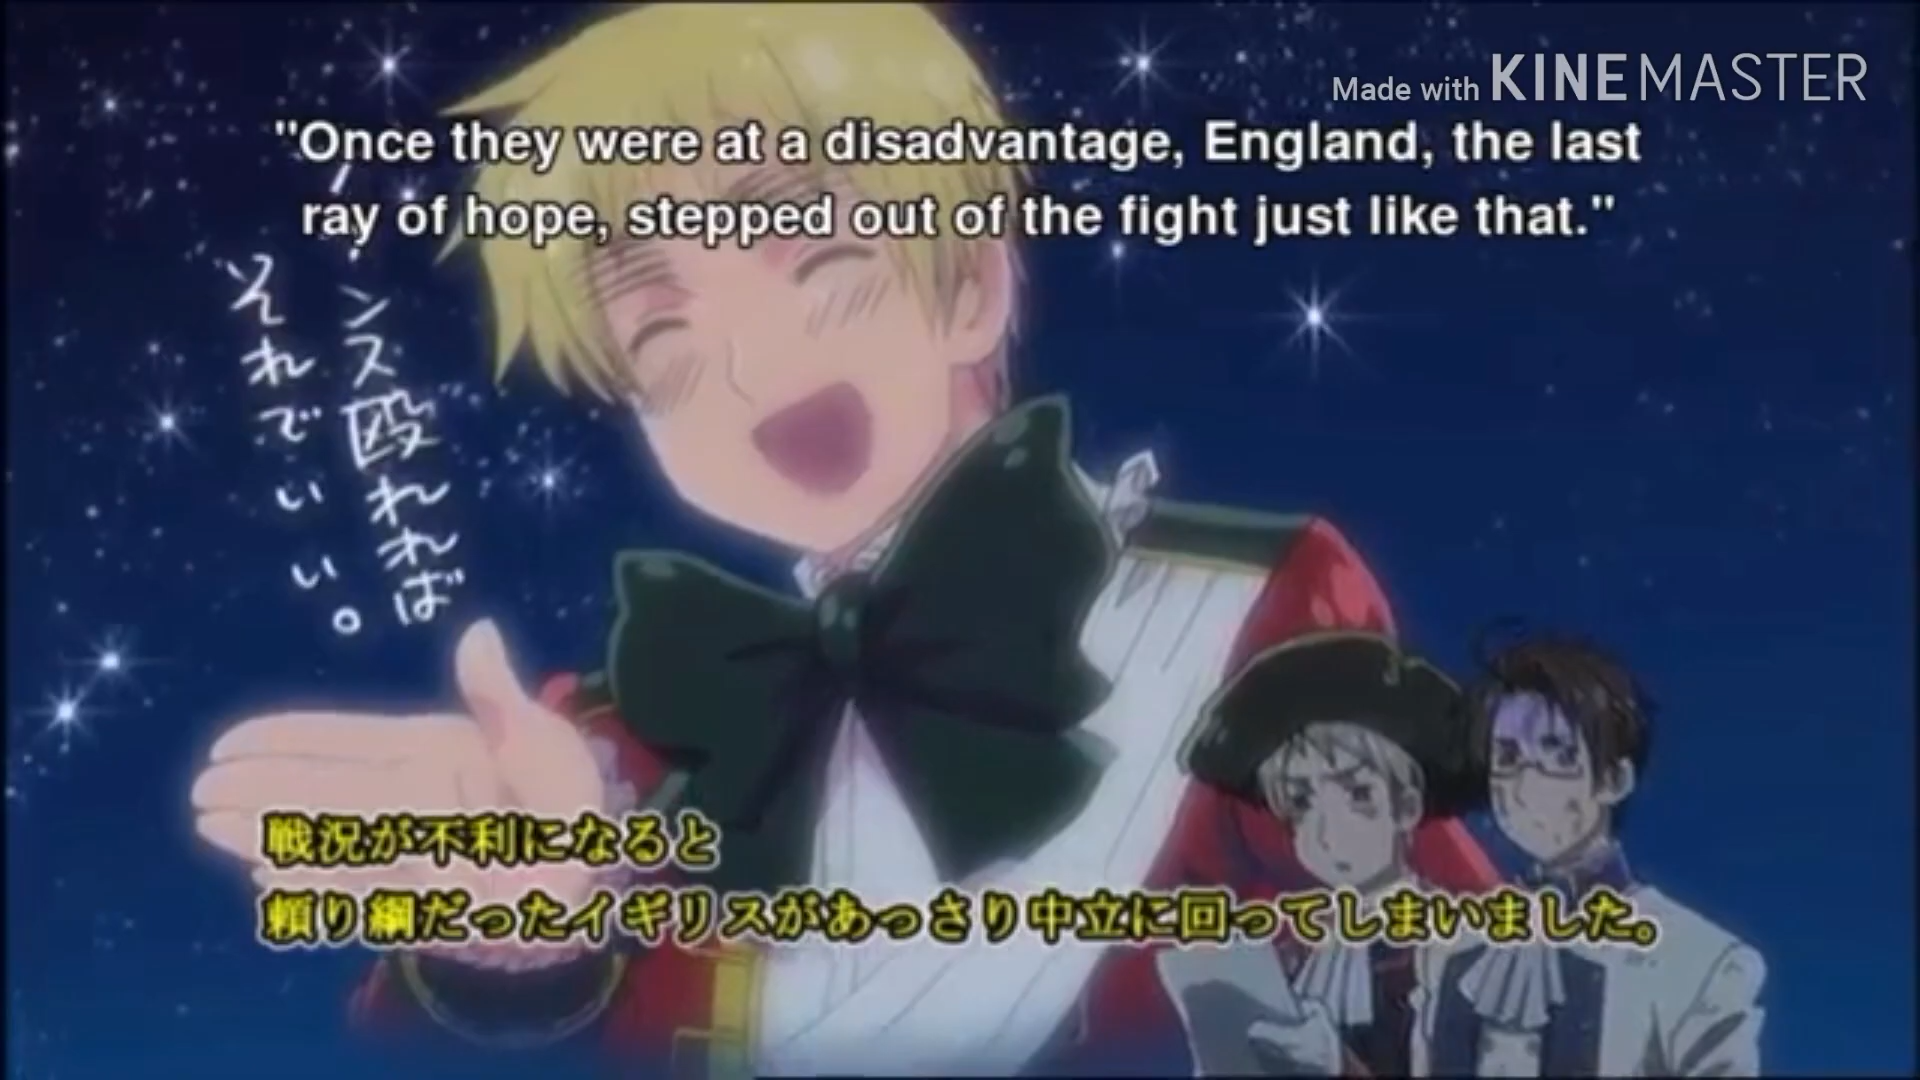 Made with KINEMASTER
"Once they were at a disadvantage, England, the last
ray of hope, stepped out of the fight just like that."
ンス殴れれば
それでいい。
戦況が不利になると
頼り綱だったイギリスがあっさり中立に回ってしまいました。